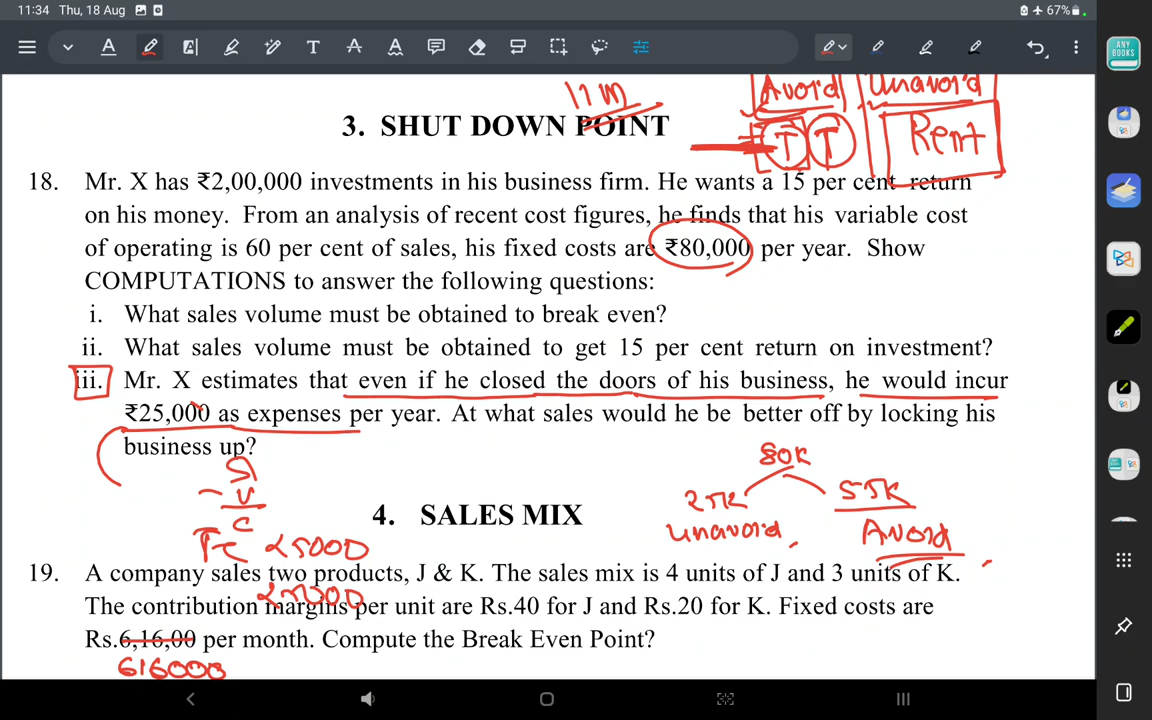 11:34 Thu, 18 Aug
67%
ANY BOOKS
11m
Avoid Unavoid
T T Rent
3. SHUT DOWN POINT
18. Mr. X has ₹2,00,000 investments in his business firm. He wants a 15 per cent return
on his money. From an analysis of recent cost figures, he finds that his variable cost
of operating is 60 per cent of sales, his fixed costs are ₹80,000 per year. Show
COMPUTATIONS to answer the following questions:
i. What sales volume must be obtained to break even?
ii. What sales volume must be obtained to get 15 per cent return on investment?
iii. Mr. X estimates that even if he closed the doors of his business, he would incur
₹25,000 as expenses per year. At what sales would he be better off by locking his
business up?
80K
25K 55K
unavoid Avoid
S
- V
C
4. SALES MIX
19. A company sales two products, J & K. The sales mix is 4 units of J and 3 units of K.
The contribution margins per unit are Rs.40 for J and Rs.20 for K. Fixed costs are
Rs.6,16,00 per month. Compute the Break Even Point?
616000